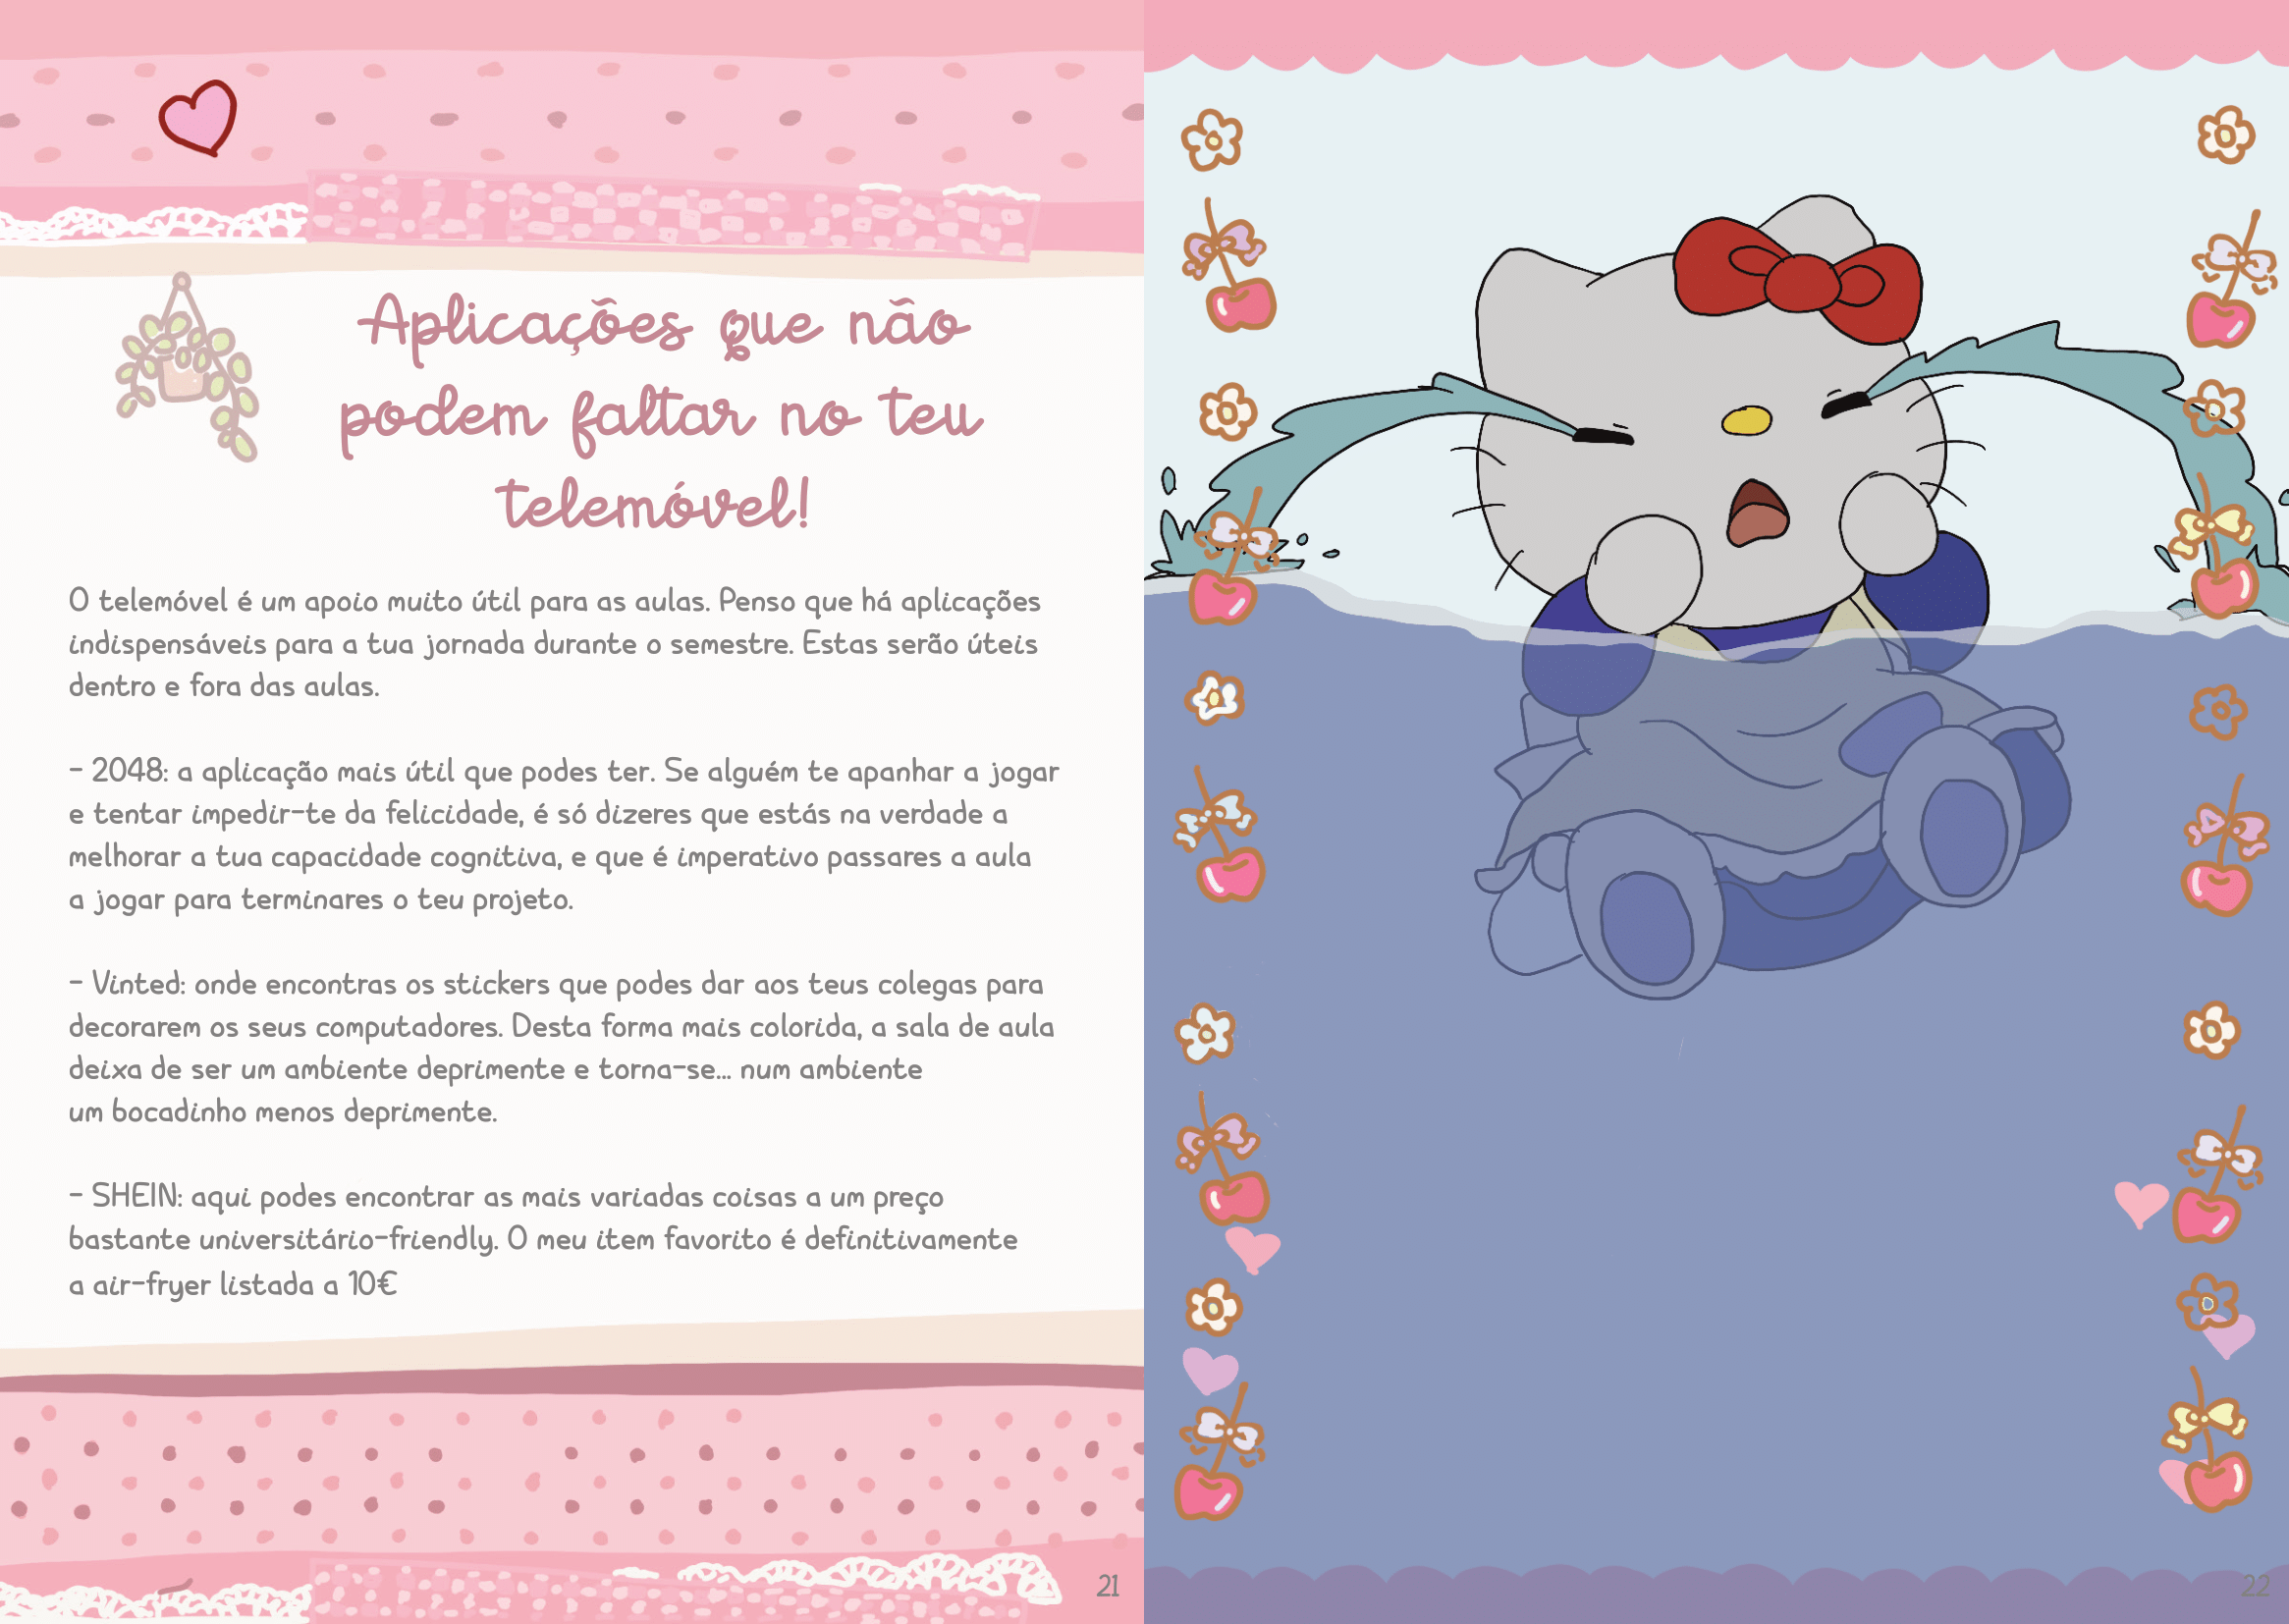 Aplicações que não
podem faltar no teu
telemóvel!
O telemóvel é um apoio muito útil para as aulas. Penso que há aplicações
indispensáveis para a tua jornada durante o semestre. Estas serão úteis
dentro e fora das aulas.
- 2048: a aplicação mais útil que podes ter. Se alguém te apanhar a jogar
e tentar impedir-te da felicidade, é só dizeres que estás na verdade a
melhorar a tua capacidade cognitiva, e que é imperativo passares a aula
a jogar para terminares o teu projeto.
- Vinted: onde encontras os stickers que podes dar aos teus colegas para
decorarem os seus computadores. Desta forma mais colorida, a sala de aula
deixa de ser um ambiente deprimente e torna-se... num ambiente
um bocadinho menos deprimente.
- SHEIN: aqui podes encontrar as mais variadas coisas a um preço
bastante universitário-friendly. O meu item favorito é definitivamente
a air-fryer listada a 10€
21
22